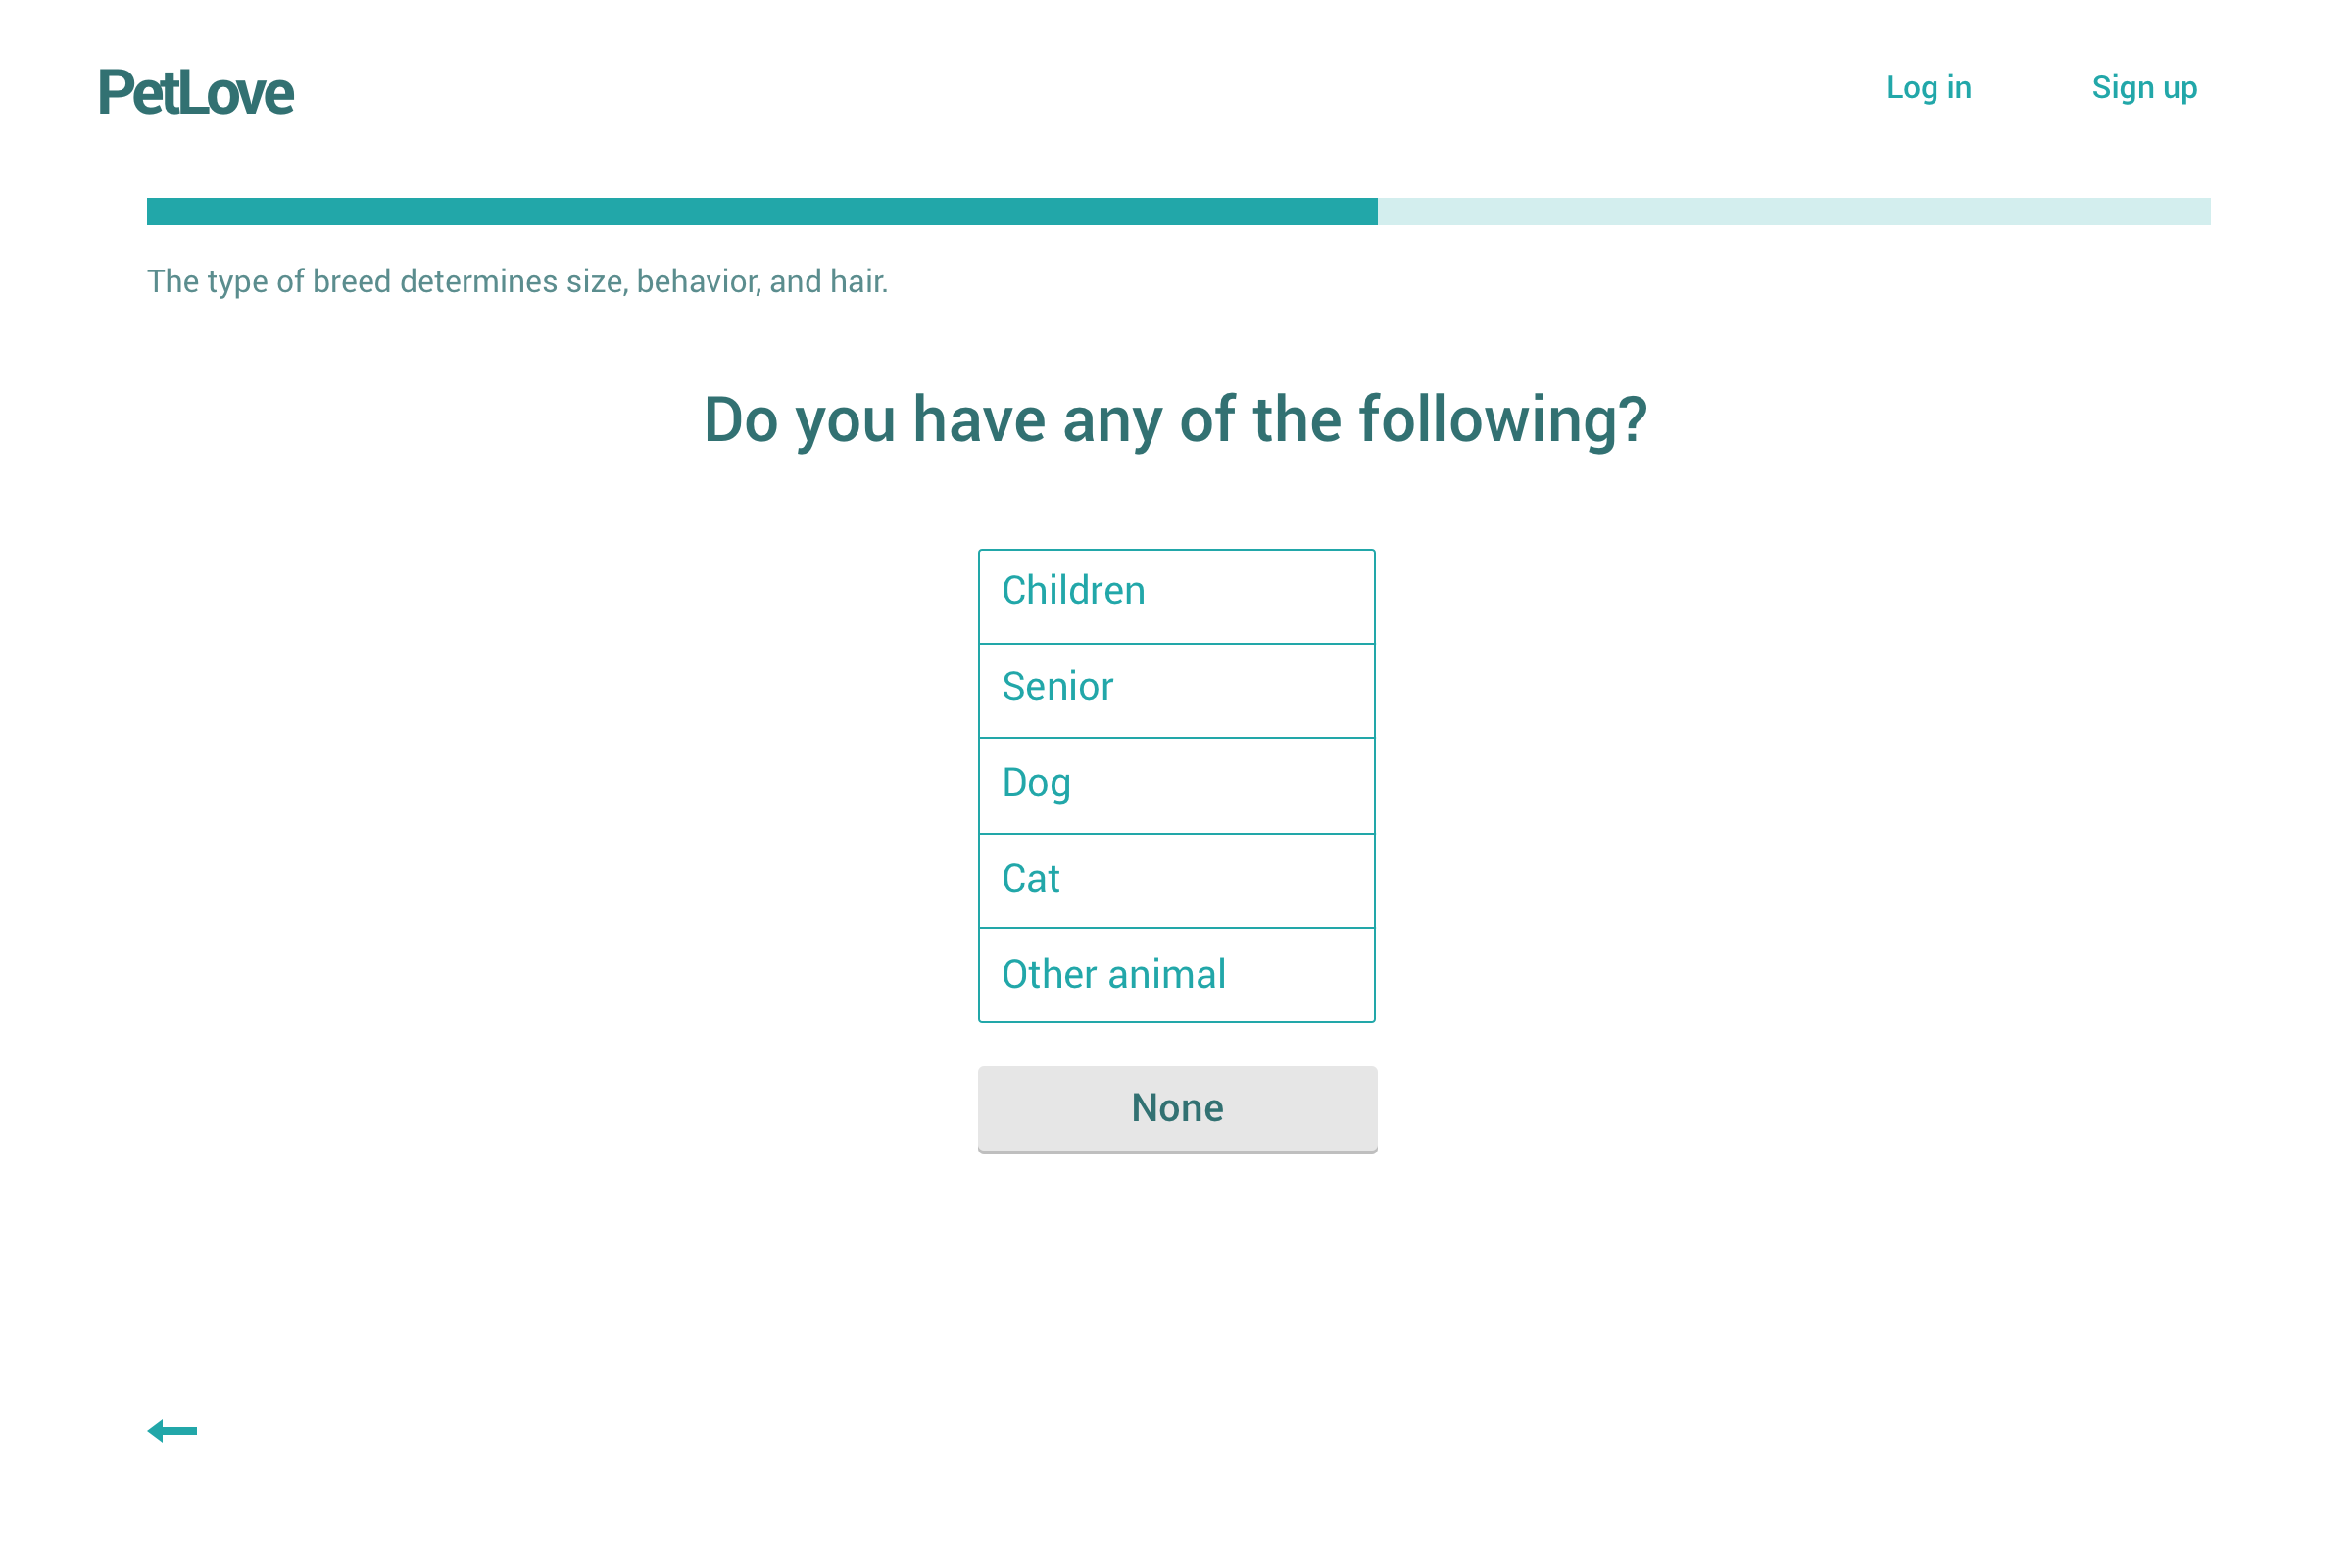 PetLove
Log in
Sign up
The type of breed determines size, behavior, and hair.
Do you have any of the following?
Children
Senior
Dog
Cat
Other animal
None